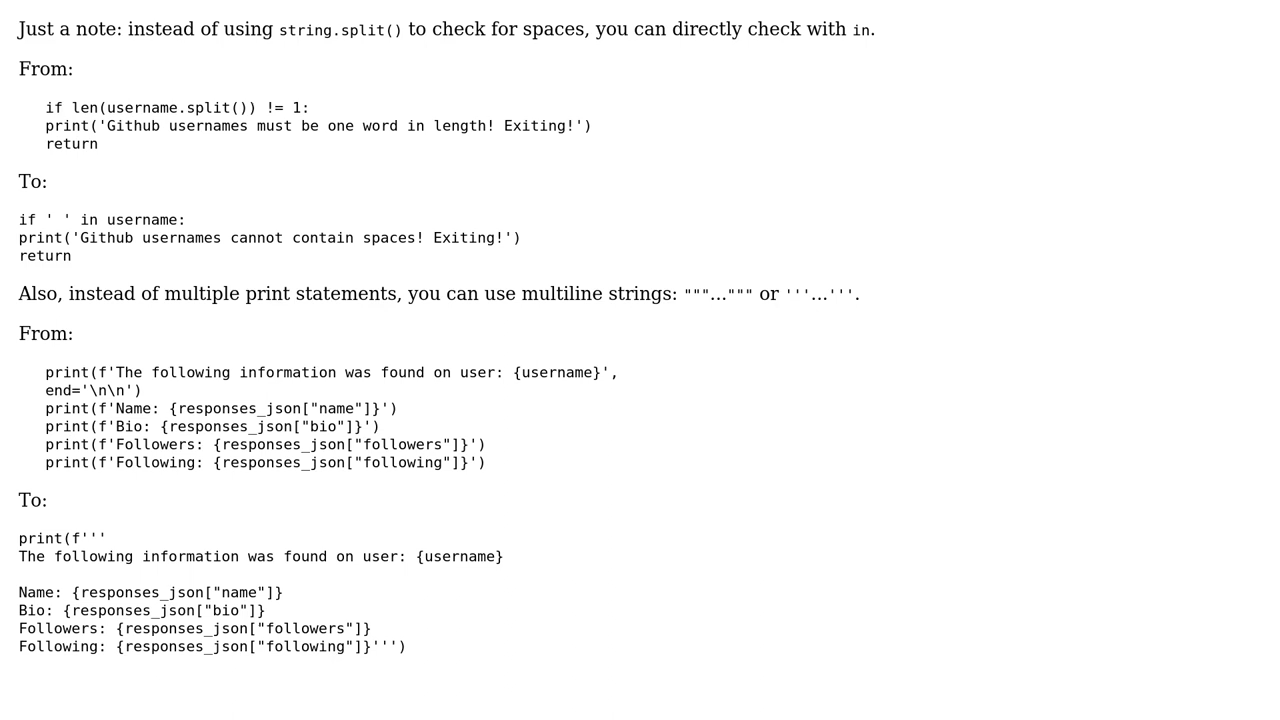 Just a note: instead of using string.split() to check for spaces, you can directly check with in.
From:
if len(username.split()) != 1:
print('Github usernames must be one word in length! Exiting!')
return
To:
if ' ' in username:
print('Github usernames cannot contain spaces! Exiting!')
return
Also, instead of multiple print statements, you can use multiline strings: """...""" or '''...'''.
From:
print(f'The following information was found on user: {username}',
end='\n\n')
print(f'Name: {responses_json["name"]}')
print(f'Bio: {responses_json["bio"]}')
print(f'Followers: {responses_json["followers"]}')
print(f'Following: {responses_json["following"]}')
To:
print(f'''
The following information was found on user: {username}
Name: {responses_json["name"]}
Bio: {responses_json["bio"]}
Followers: {responses_json["followers"]}
Following: {responses_json["following"]}''')